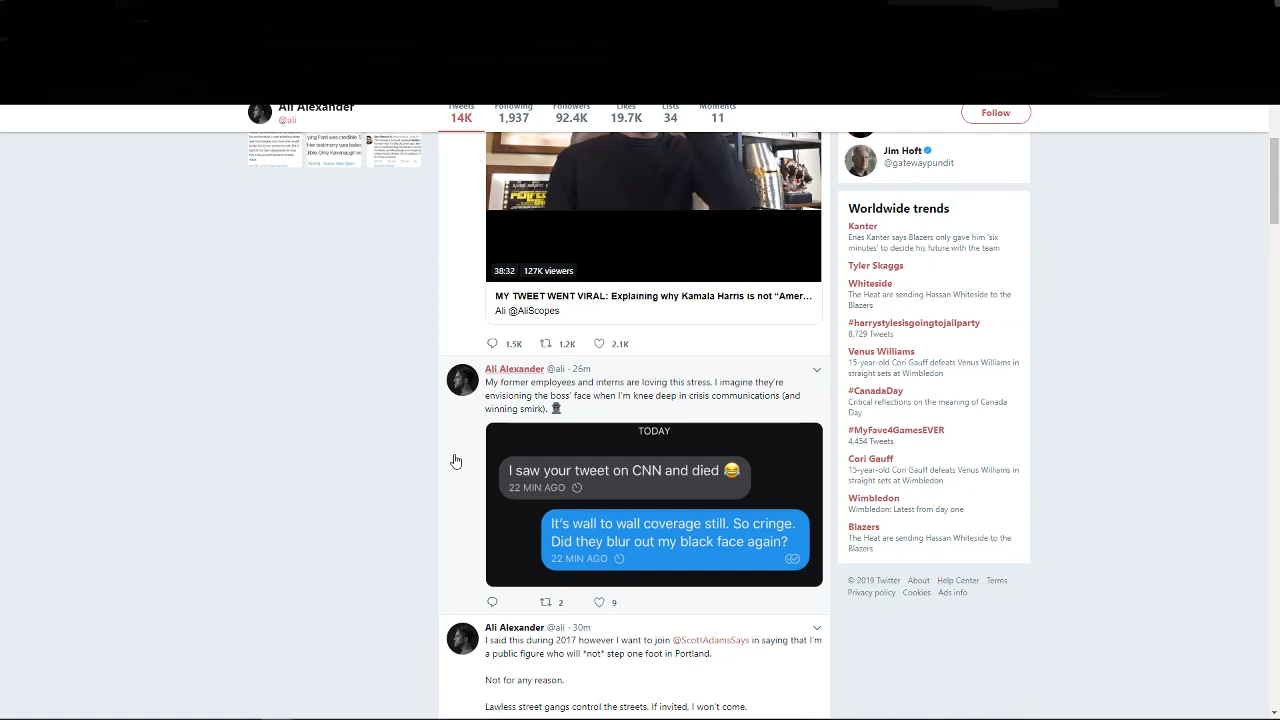 Ali Alexander
@ali
Tweets
14K
Following
1,937
Followers
92.4K
Likes
19.7K
Lists
34
Moments
11
Follow
38:32 127K viewers
MY TWEET WENT VIRAL: Explaining why Kamala Harris is not “Amer...
Ali @AliScopes
1.5K 1.2K 2.1K
Ali Alexander @ali · 26m
My former employees and interns are loving this stress. I imagine they’re
envisioning the boss’ face when I’m knee deep in crisis communications (and
winning smirk).
TODAY
I saw your tweet on CNN and died 😂
22 MIN AGO
It’s wall to wall coverage still. So cringe.
Did they blur out my black face again?
22 MIN AGO
2 9
Ali Alexander @ali · 30m
I said this during 2017 however I want to join @ScottAdamsSays in saying that I’m
a public figure who will *not* step one foot in Portland.
Not for any reason.
Lawless street gangs control the streets. If invited, I won’t come.
Jim Hoft
@gatewaypundit
Worldwide trends
Kanter
Enes Kanter says Blazers only gave him 'six
minutes' to decide his future with the team
Tyler Skaggs
Whiteside
The Heat are sending Hassan Whiteside to the
Blazers
#harrystylesisgoingtojailparty
8,729 Tweets
Venus Williams
15-year-old Cori Gauff defeats Venus Williams in
straight sets at Wimbledon
#CanadaDay
Critical reflections on the meaning of Canada
Day
#MyFave4GamesEVER
4,454 Tweets
Cori Gauff
15-year-old Cori Gauff defeats Venus Williams in
straight sets at Wimbledon
Wimbledon
Wimbledon: Latest from day one
Blazers
The Heat are sending Hassan Whiteside to the
Blazers
© 2019 Twitter About Help Center Terms
Privacy policy Cookies Ads info